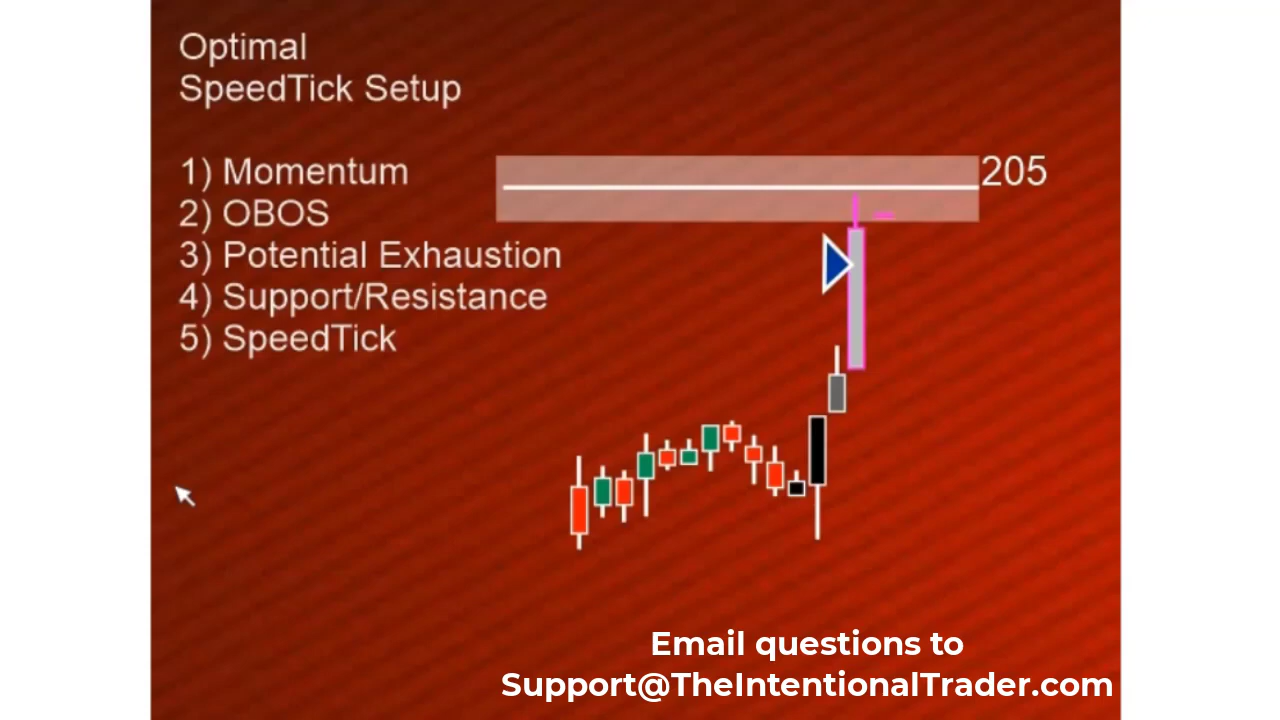 Optimal
SpeedTick Setup
1) Momentum
2) OBOS
3) Potential Exhaustion
4) Support/Resistance
5) SpeedTick
205
Email questions to
Support@TheIntentionalTrader.com